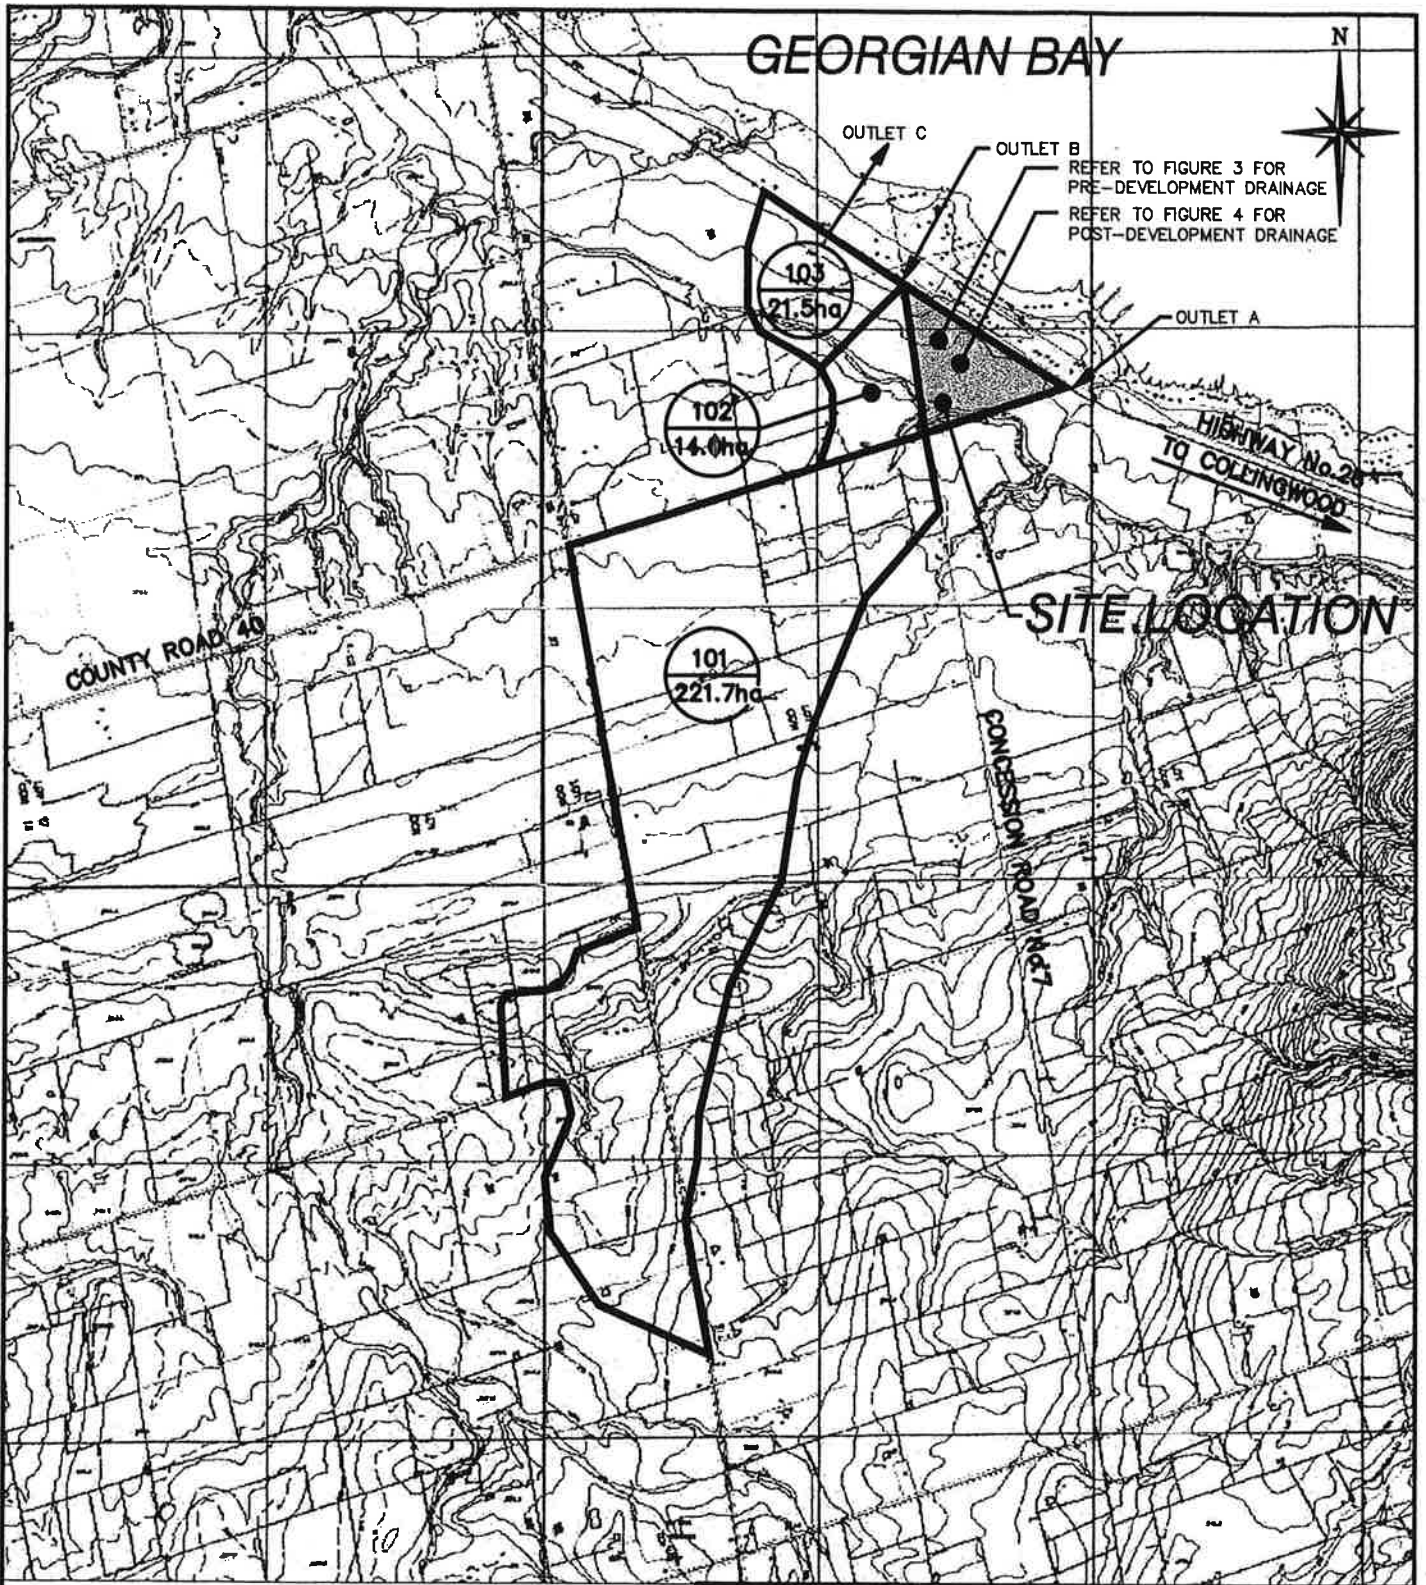 GEORGIAN BAY
N
OUTLET C
OUTLET B
REFER TO FIGURE 3 FOR
PRE-DEVELOPMENT DRAINAGE
REFER TO FIGURE 4 FOR
POST-DEVELOPMENT DRAINAGE
103
21.5ha
OUTLET A
102
14.0ha
HIGHWAY No.26
TO COLLINGWOOD
SITE LOCATION
COUNTY ROAD 40
101
221.7ha
CONCESSION ROAD No.7